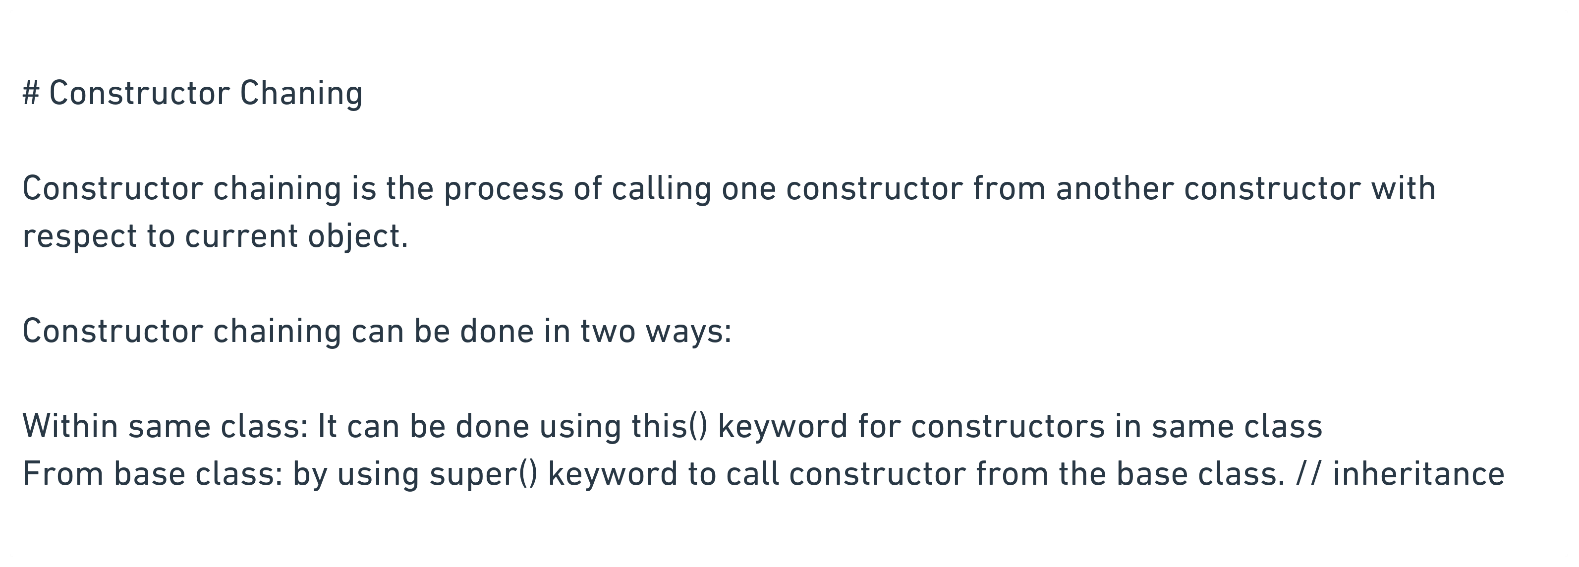 # Constructor Chaning
Constructor chaining is the process of calling one constructor from another constructor with
respect to current object.
Constructor chaining can be done in two ways:
Within same class: It can be done using this() keyword for constructors in same class
From base class: by using super() keyword to call constructor from the base class. // inheritance